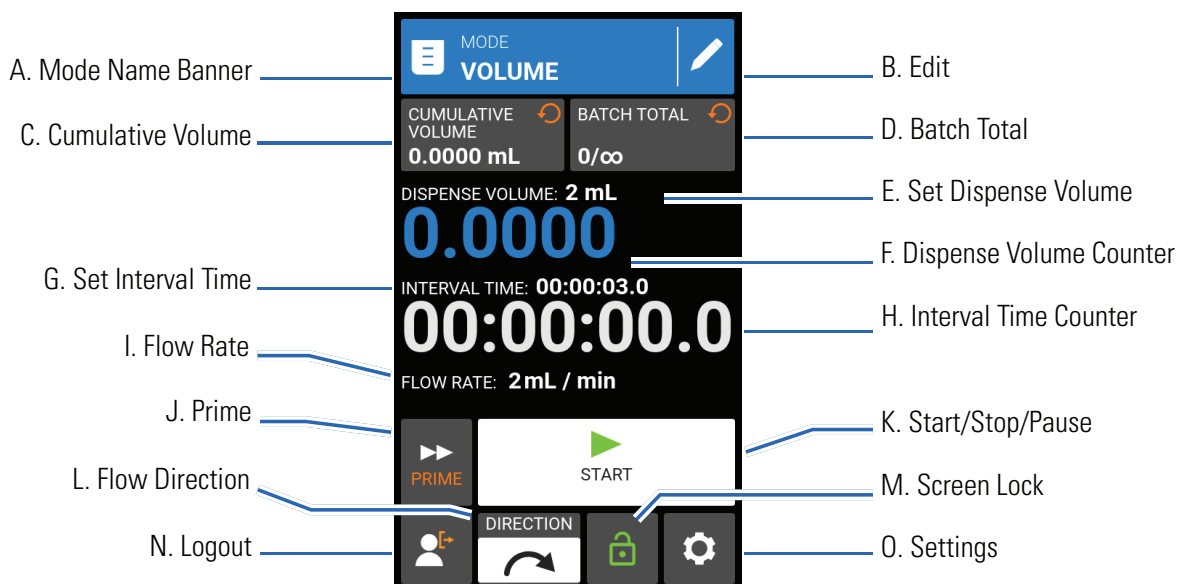 MODE
VOLUME
A. Mode Name Banner
B. Edit
CUMULATIVE
VOLUME
0.0000 mL
BATCH TOTAL
0/∞
C. Cumulative Volume
D. Batch Total
DISPENSE VOLUME: 2 mL
E. Set Dispense Volume
0.0000
F. Dispense Volume Counter
G. Set Interval Time
INTERVAL TIME: 00:00:03.0
00:00:00.0
H. Interval Time Counter
I. Flow Rate
FLOW RATE: 2mL / min
J. Prime
K. Start/Stop/Pause
PRIME
START
L. Flow Direction
M. Screen Lock
DIRECTION
N. Logout
O. Settings